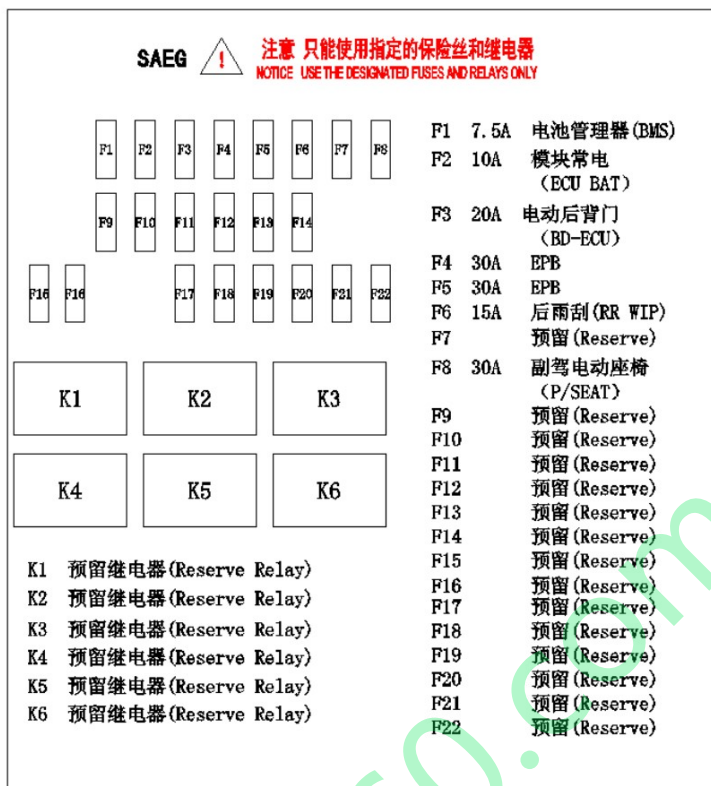 SAEG
注意 只能使用指定的保险丝和继电器
NOTICE USE THE DESIGNATED FUSES AND RELAYS ONLY
F1 F2 F3 F4 F5 F6 F7 F8
F9 F10 F11 F12 F13 F14
F15 F16 F17 F18 F19 F20 F21 F22
K1 K2 K3
K4 K5 K6
K1 预留继电器(Reserve Relay)
K2 预留继电器(Reserve Relay)
K3 预留继电器(Reserve Relay)
K4 预留继电器(Reserve Relay)
K5 预留继电器(Reserve Relay)
K6 预留继电器(Reserve Relay)
F1 7.5A 电池管理器(BMS)
F2 10A 模块常电
(ECU BAT)
F3 20A 电动后背门
(BD-ECU)
F4 30A EPB
F5 30A EPB
F6 15A 后雨刮(RR WIP)
F7 预留(Reserve)
F8 30A 副驾电动座椅
(P/SEAT)
F9 预留(Reserve)
F10 预留(Reserve)
F11 预留(Reserve)
F12 预留(Reserve)
F13 预留(Reserve)
F14 预留(Reserve)
F15 预留(Reserve)
F16 预留(Reserve)
F17 预留(Reserve)
F18 预留(Reserve)
F19 预留(Reserve)
F20 预留(Reserve)
F21 预留(Reserve)
F22 预留(Reserve)